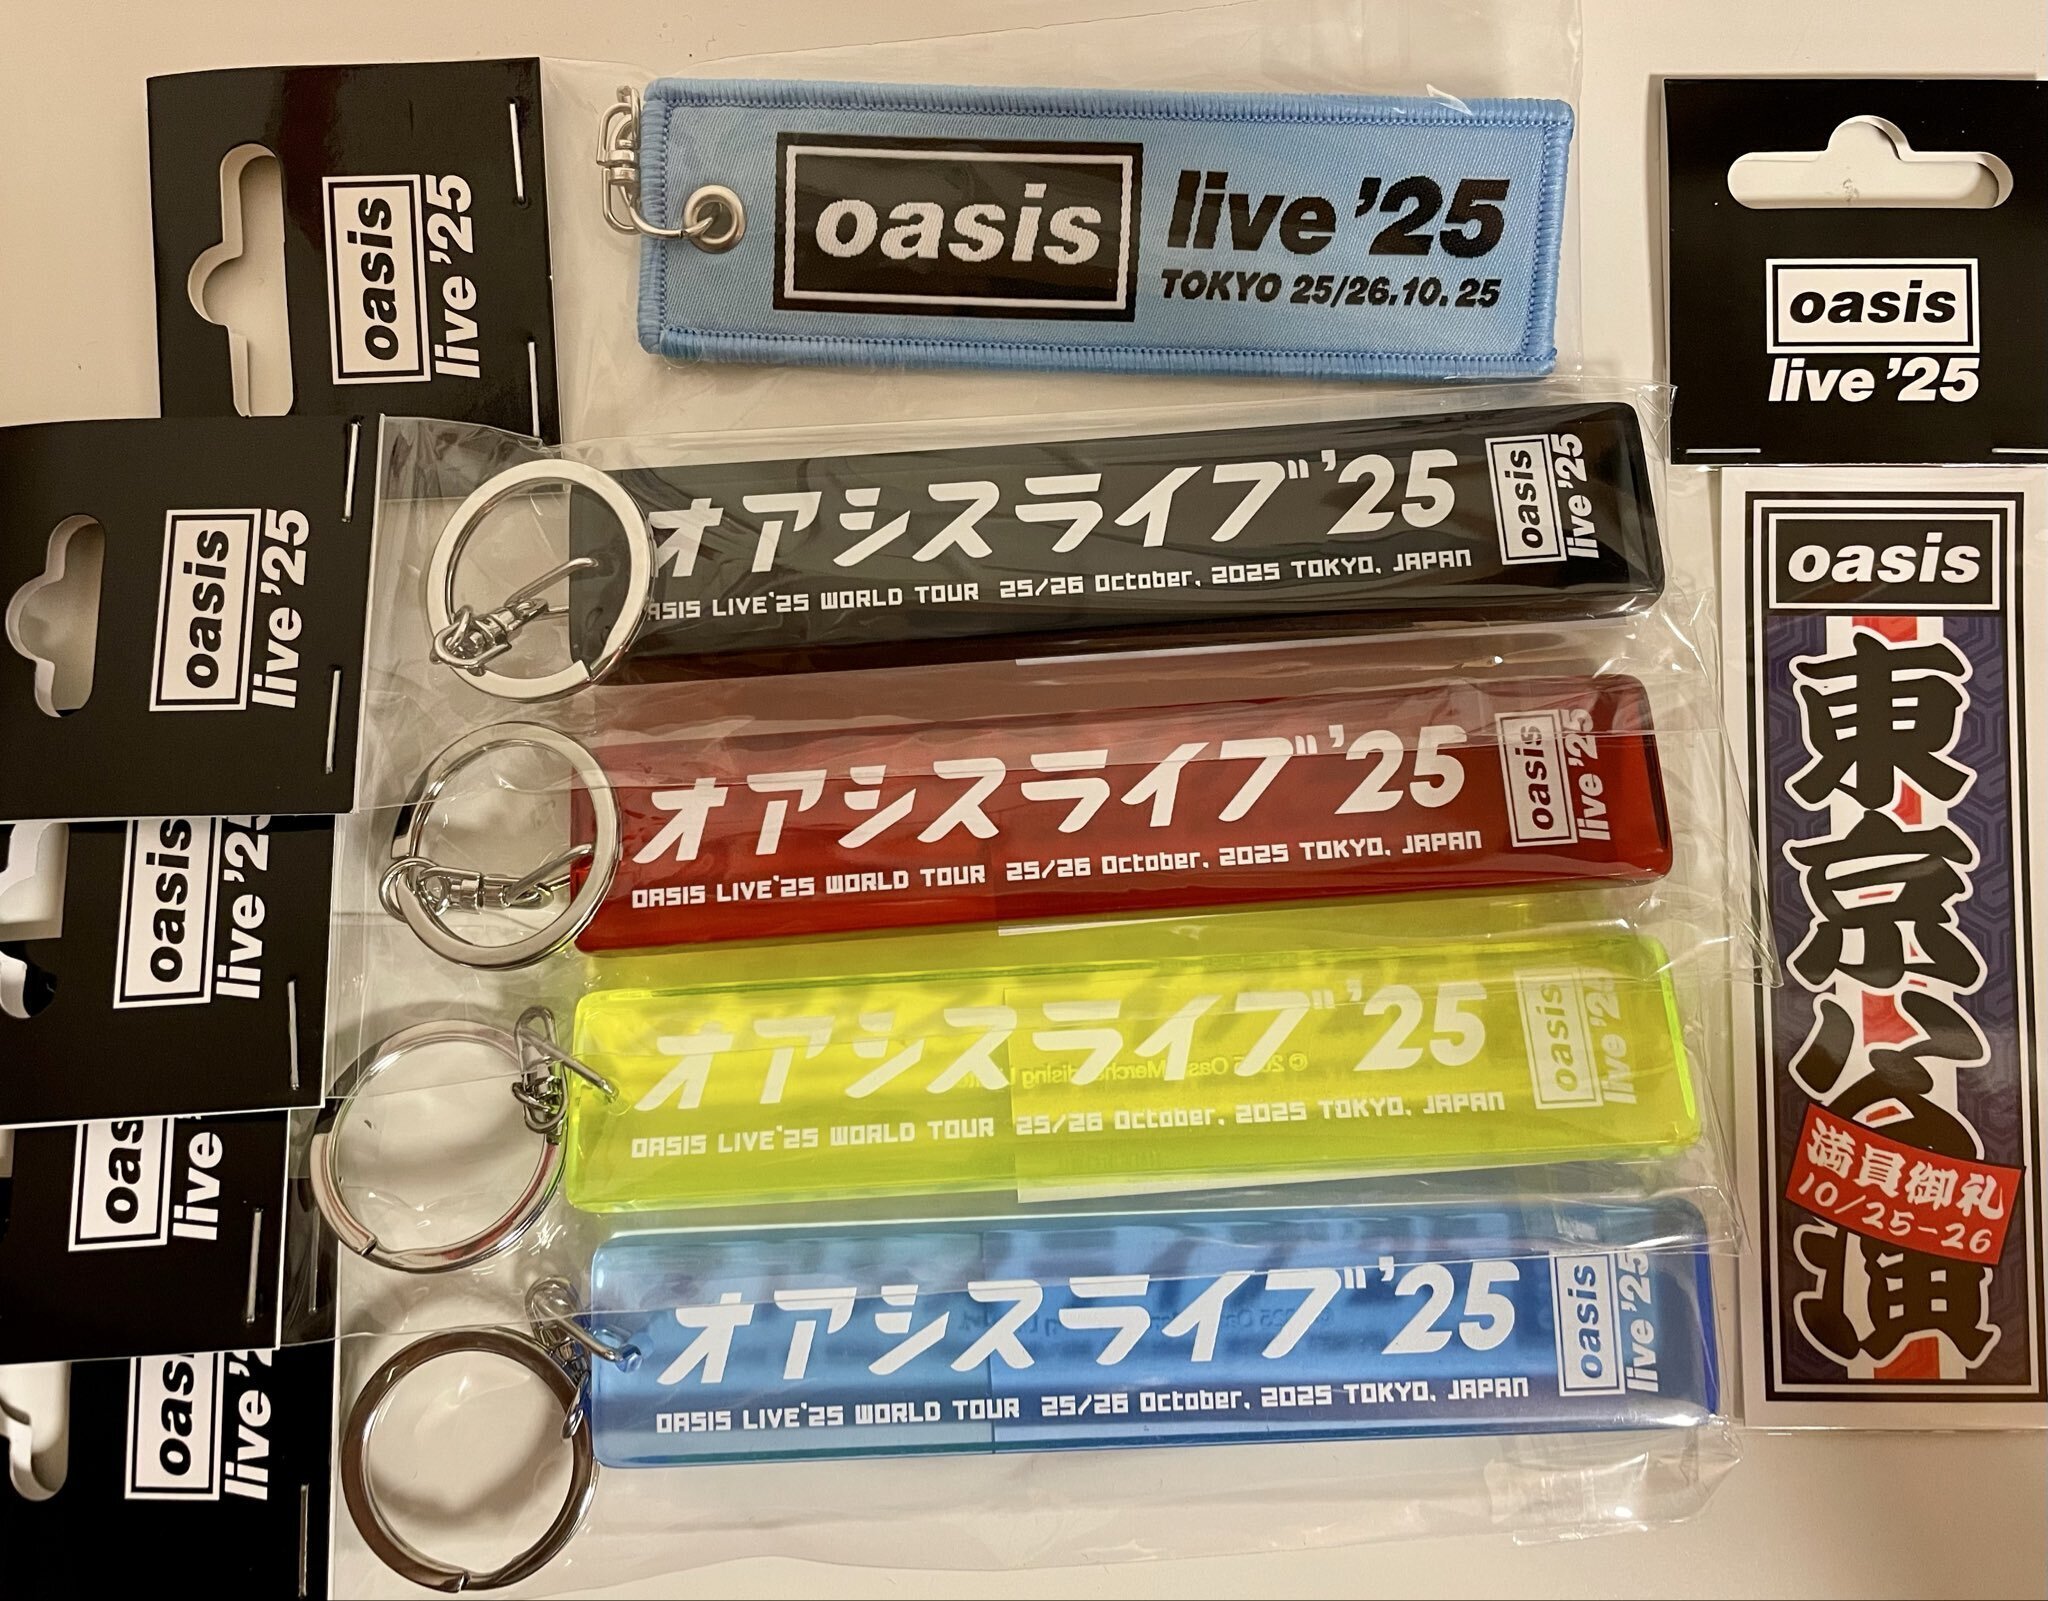 oasis
live '25
oasis
live '25
TOKYO 25/26.10.25
oasis
live '25
oasis
live '25
オアシスライブ'25
ASIS LIVE'25 WORLD TOUR 25/26 October, 2025 TOKYO, JAPAN
oasis
live '25
oasis
live '25
オアシスライブ'25
OASIS LIVE'25 WORLD TOUR 25/26 October, 2025 TOKYO, JAPAN
oasis
live '25
oas
live
オアシスライブ'25
OASIS LIVE'25 WORLD TOUR 25/26 October, 2025 TOKYO, JAPAN
oasis
live '25
oasis
live '2
オアシスライブ'25
OASIS LIVE'25 WORLD TOUR 25/26 October, 2025 TOKYO, JAPAN
oasis
live '25
oasis
東京公演
満員御礼
10/25-26